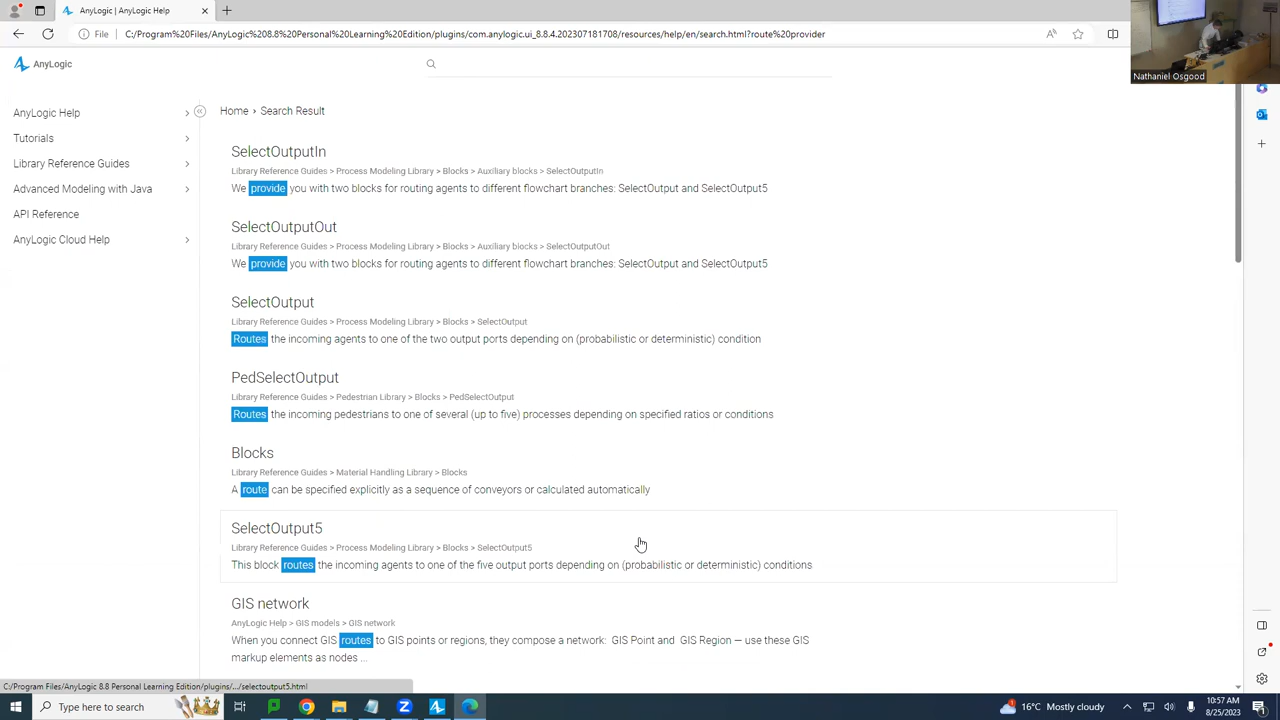 AnyLogic | AnyLogic Help
File
C:/Program%20Files/AnyLogic%208.8%20Personal%20Learning%20Edition/plugins/com.anylogic.ui_8.8.4.202307181708/resources/help/en/search.html?route%20provider
Nathaniel Osgood
AnyLogic
AnyLogic Help
Tutorials
Library Reference Guides
Advanced Modeling with Java
API Reference
AnyLogic Cloud Help
Home › Search Result
SelectOutputIn
Library Reference Guides > Process Modeling Library > Blocks > Auxiliary blocks > SelectOutputIn
We provide you with two blocks for routing agents to different flowchart branches: SelectOutput and SelectOutput5
SelectOutputOut
Library Reference Guides > Process Modeling Library > Blocks > Auxiliary blocks > SelectOutputOut
We provide you with two blocks for routing agents to different flowchart branches: SelectOutput and SelectOutput5
SelectOutput
Library Reference Guides > Process Modeling Library > Blocks > SelectOutput
Routes the incoming agents to one of the two output ports depending on (probabilistic or deterministic) condition
PedSelectOutput
Library Reference Guides > Pedestrian Library > Blocks > PedSelectOutput
Routes the incoming pedestrians to one of several (up to five) processes depending on specified ratios or conditions
Blocks
Library Reference Guides > Material Handling Library > Blocks
A route can be specified explicitly as a sequence of conveyors or calculated automatically
SelectOutput5
Library Reference Guides > Process Modeling Library > Blocks > SelectOutput5
This block routes the incoming agents to one of the five output ports depending on (probabilistic or deterministic) conditions
GIS network
AnyLogic Help > GIS models > GIS network
When you connect GIS routes to GIS points or regions, they compose a network: GIS Point and GIS Region — use these GIS
markup elements as nodes ...
C:/Program Files/AnyLogic 8.8 Personal Learning Edition/plugins/.../selectoutput5.html
Type here to search
16°C Mostly cloudy
10:57 AM
8/25/2023